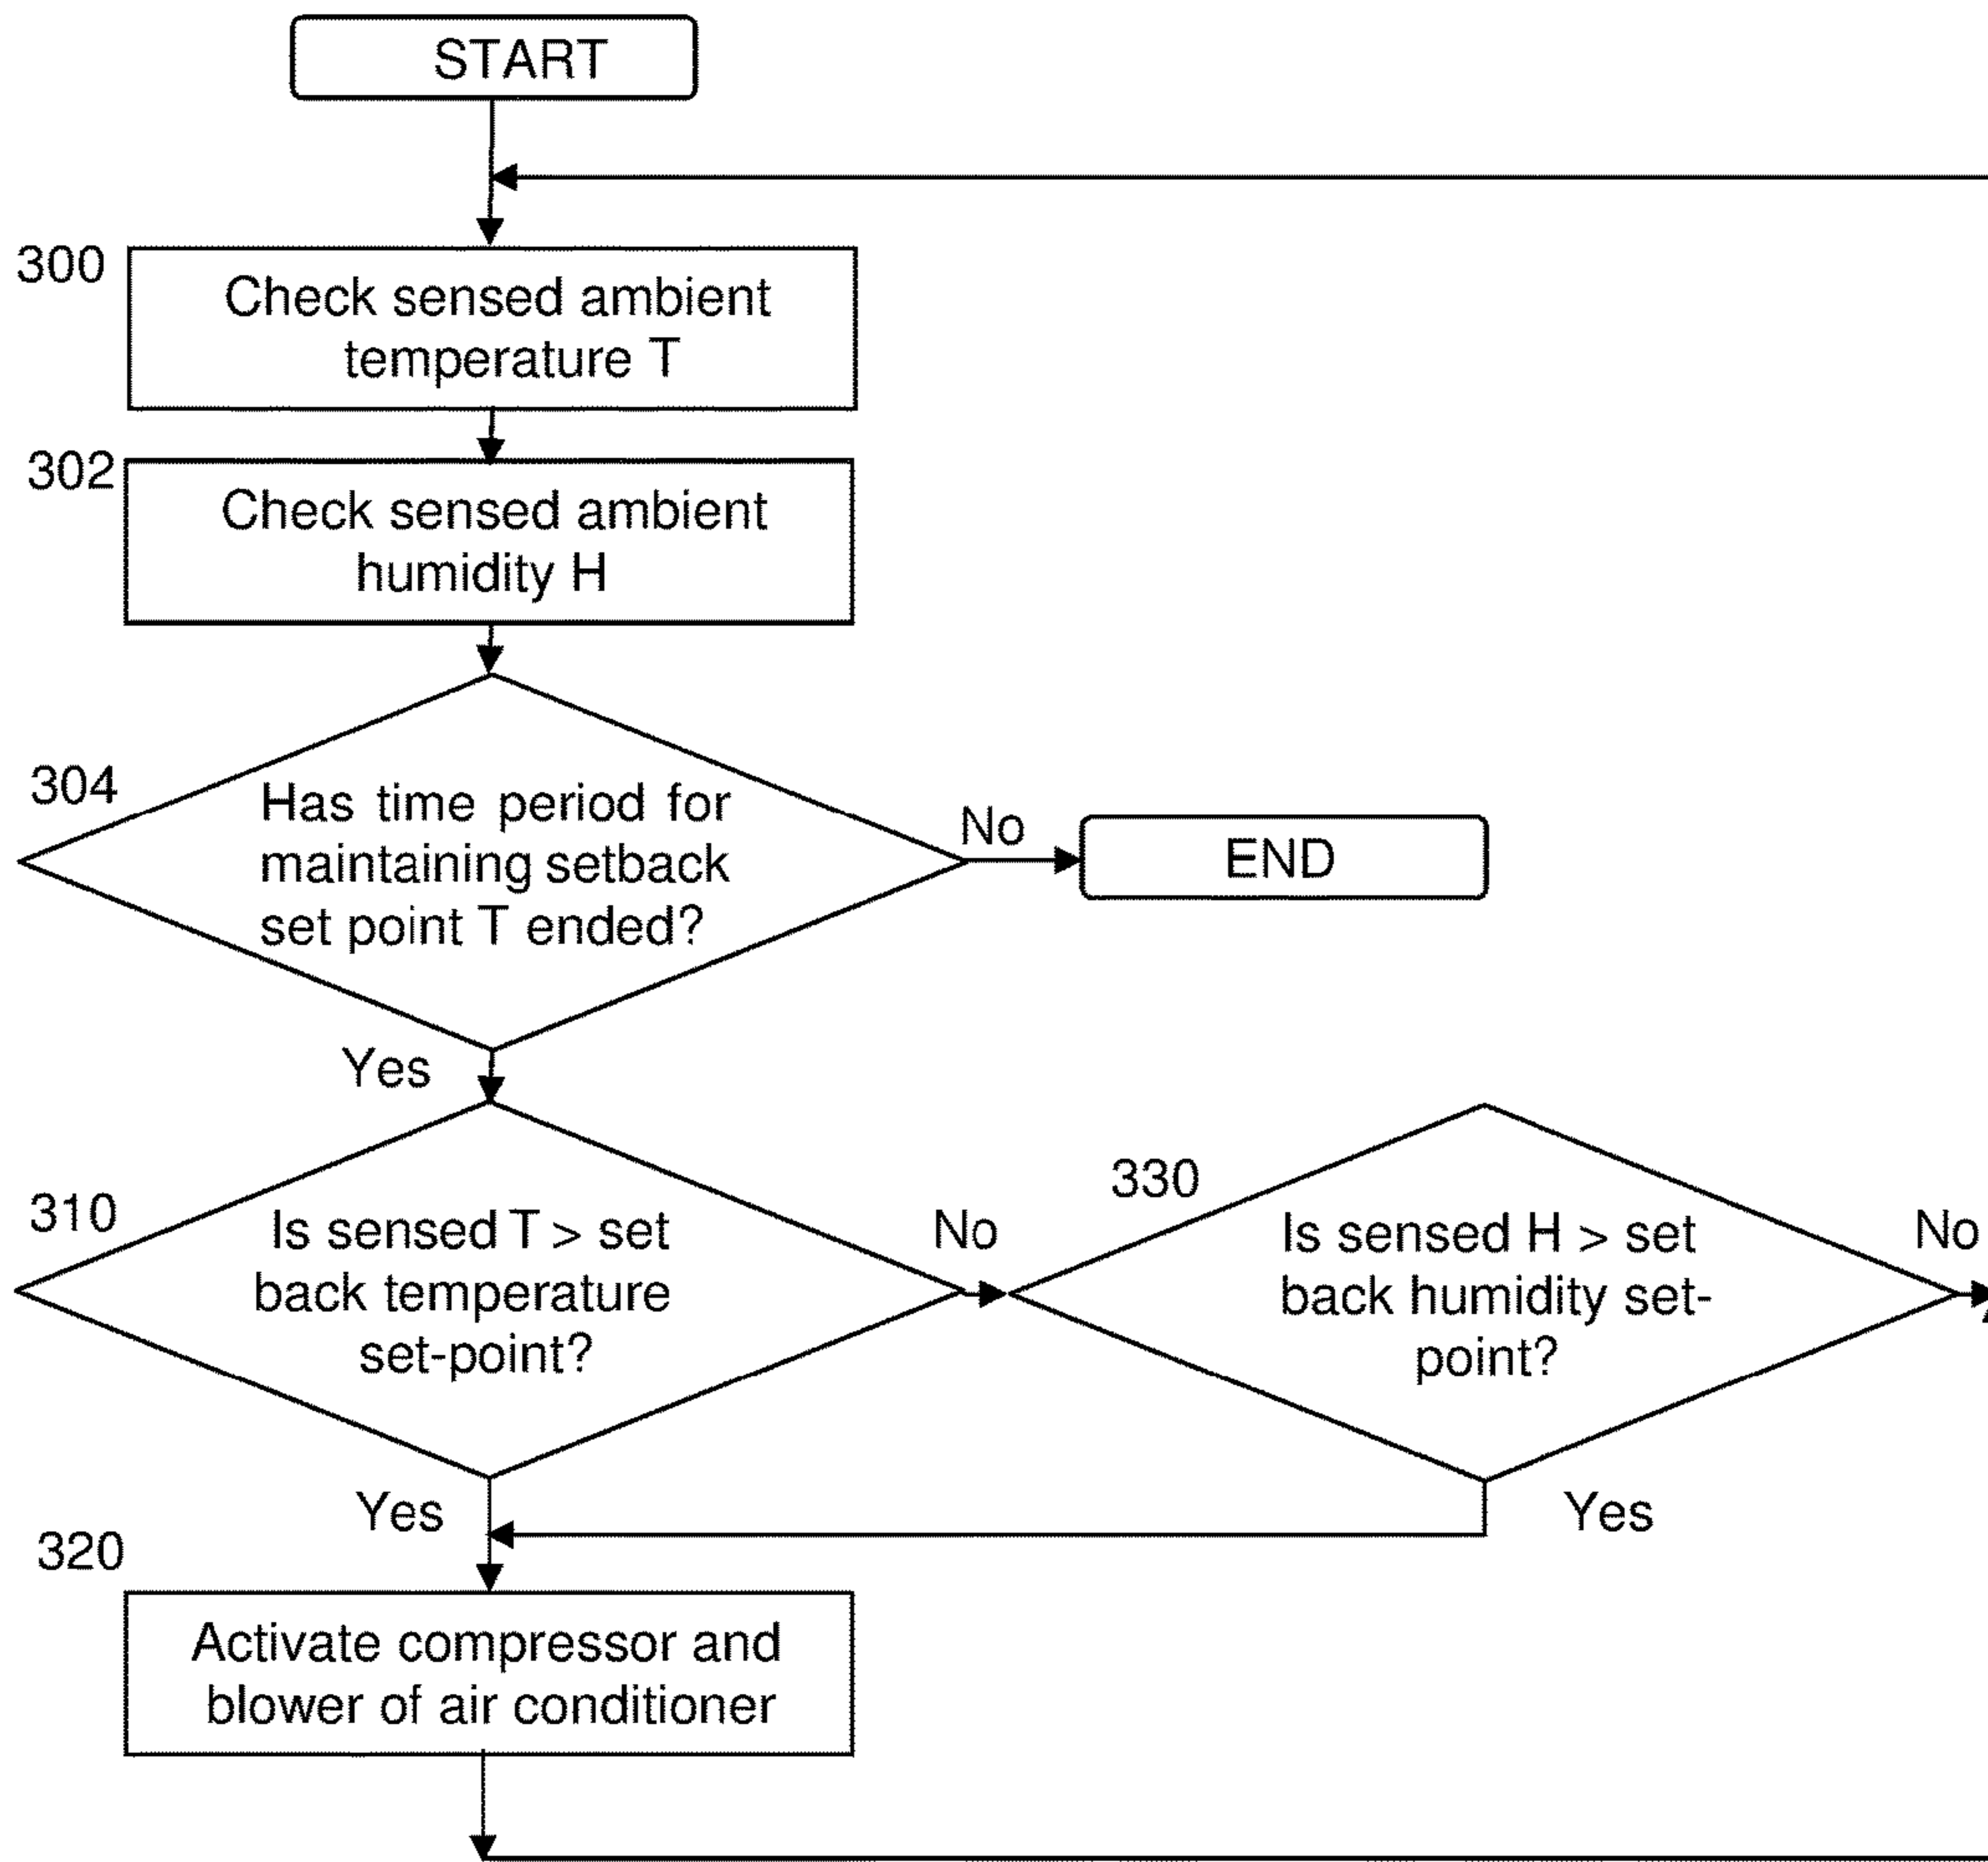 START
300
Check sensed ambient
temperature T
302
Check sensed ambient
humidity H
304
Has time period for
maintaining setback
set point T ended?
No
END
Yes
310
Is sensed T > set
back temperature
set-point?
No
330
Is sensed H > set
back humidity set-
point?
No
Yes
Yes
320
Activate compressor and
blower of air conditioner